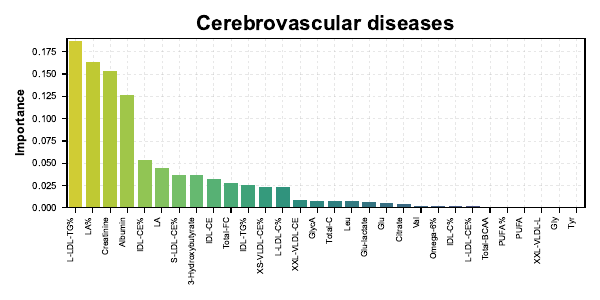 Cerebrovascular diseases
Importance
0.175
0.150
0.125
0.100
0.075
0.050
0.025
0.000
L-LDL-TG%
LA%
Creatinine
Albumin
IDL-CE%
LA
S-LDL-CE%
3-Hydroxybutyrate
IDL-CE
Total-FC
IDL-TG%
XS-VLDL-CE%
L-LDL-C%
XXL-VLDL-CE
GlycA
Total-C
Leu
Glu-lactate
Glu
Citrate
Val
Omega-6%
IDL-C%
L-LDL-CE%
Total-BCAA
PUFA%
PUFA
XXL-VLDL-L
Gly
Tyr